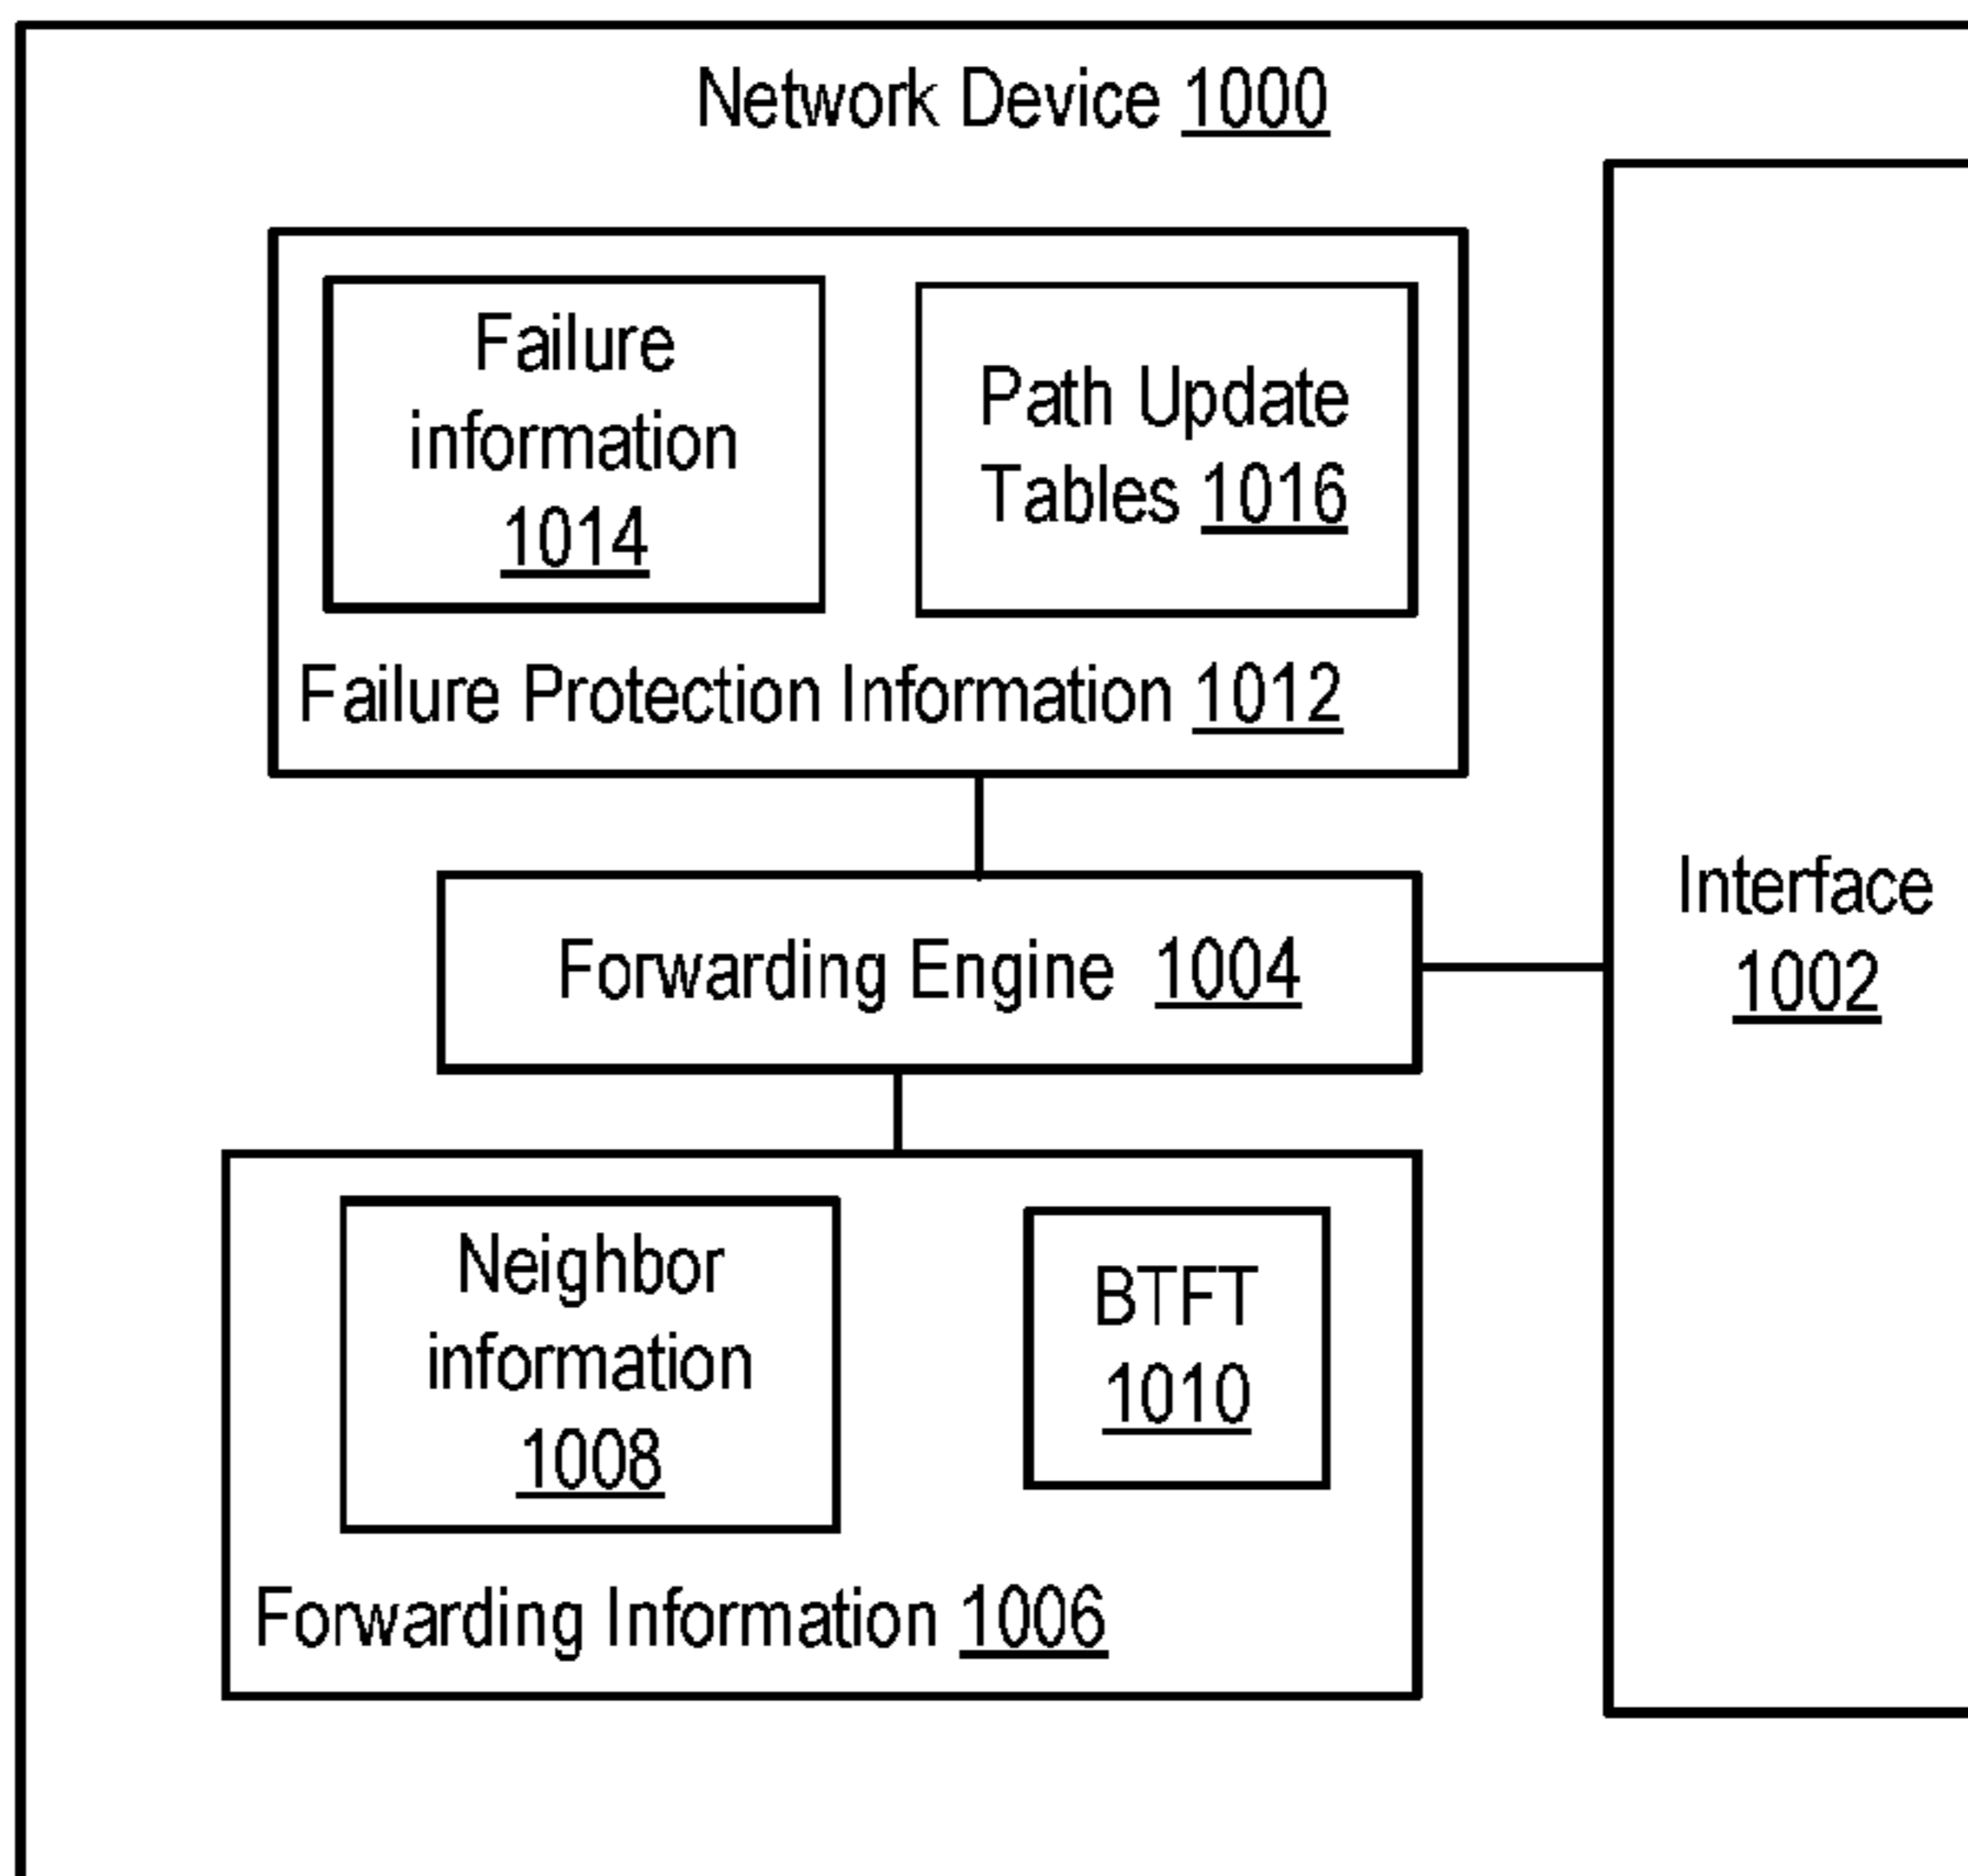 Network Device 1000
Failure
information
1014
Path Update
Tables 1016
Failure Protection Information 1012
Forwarding Engine 1004
Interface
1002
Neighbor
information
1008
BTFT
1010
Forwarding Information 1006